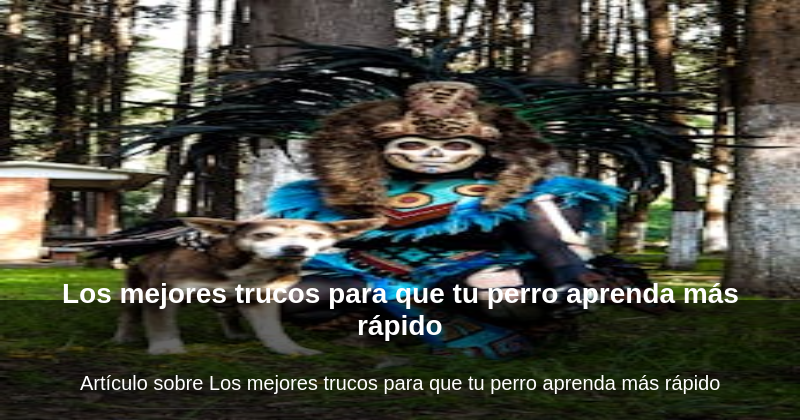 Los mejores trucos para que tu perro aprenda más
rápido
Artículo sobre Los mejores trucos para que tu perro aprenda más rápido